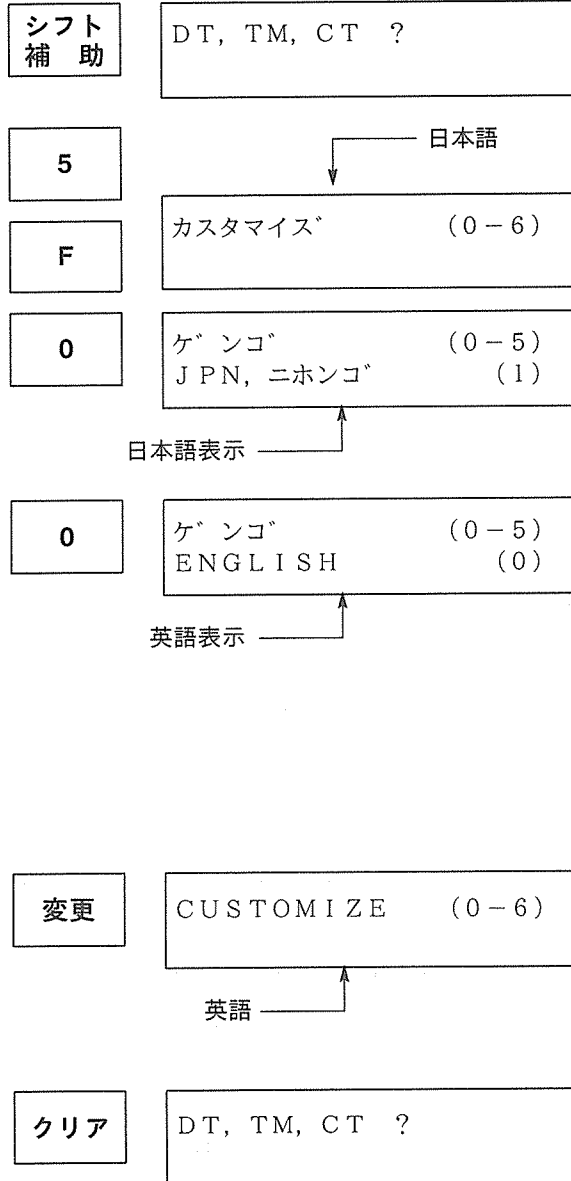 シフト
補 助
DT, TM, CT ?
5
日本語
F
カスタマイズ (0-6)
0
ゲンゴ (0-5)
JPN, ニホンゴ (1)
日本語表示
0
ゲンゴ (0-5)
ENGLISH (0)
英語表示
変更
CUSTOMIZE (0-6)
英語
クリア
DT, TM, CT ?